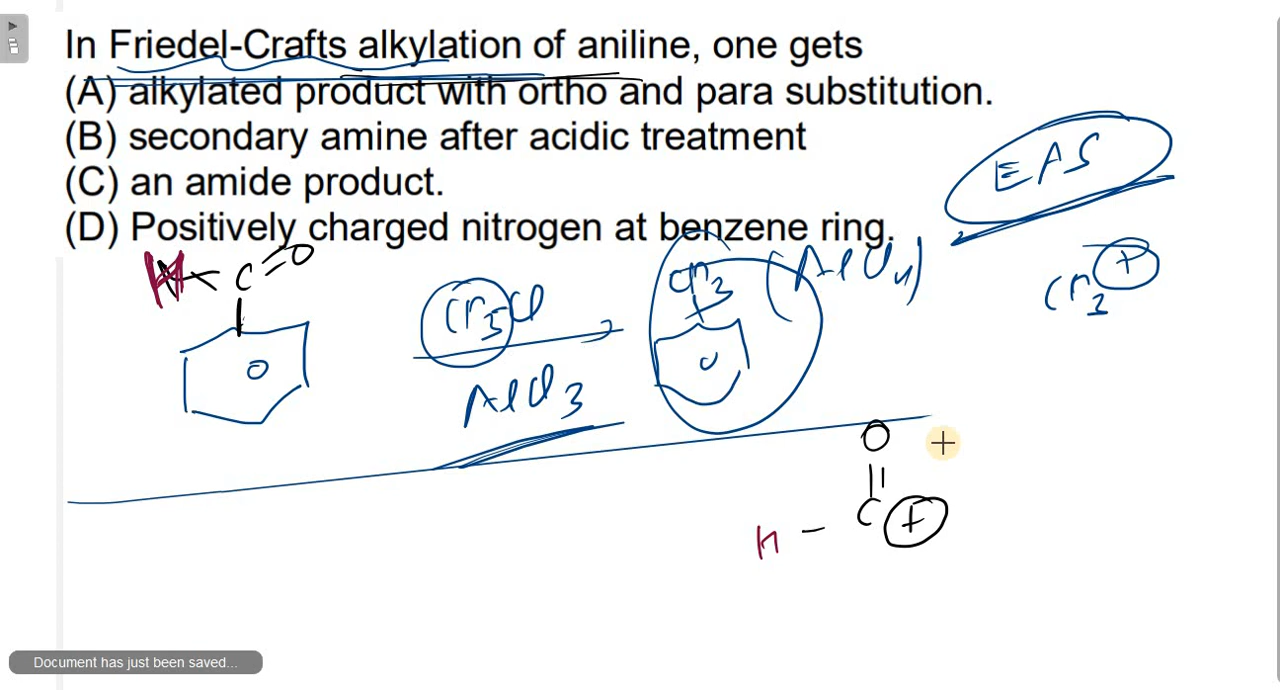 In Friedel-Crafts alkylation of aniline, one gets
(A) alkylated product with ortho and para substitution.
(B) secondary amine after acidic treatment
(C) an amide product.
(D) Positively charged nitrogen at benzene ring.
EAS
C=O
CH3Cl
AlCl3
CH3
(AlCl4)
CH3 +
O
H - C +
Document has just been saved...